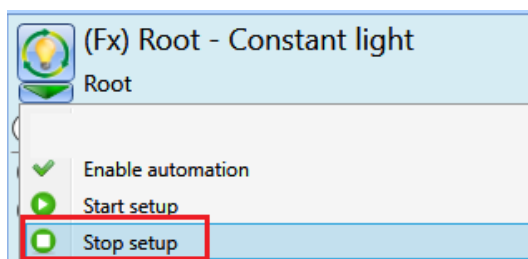 (Fx) Root - Constant light
Root
Enable automation
Start setup
Stop setup